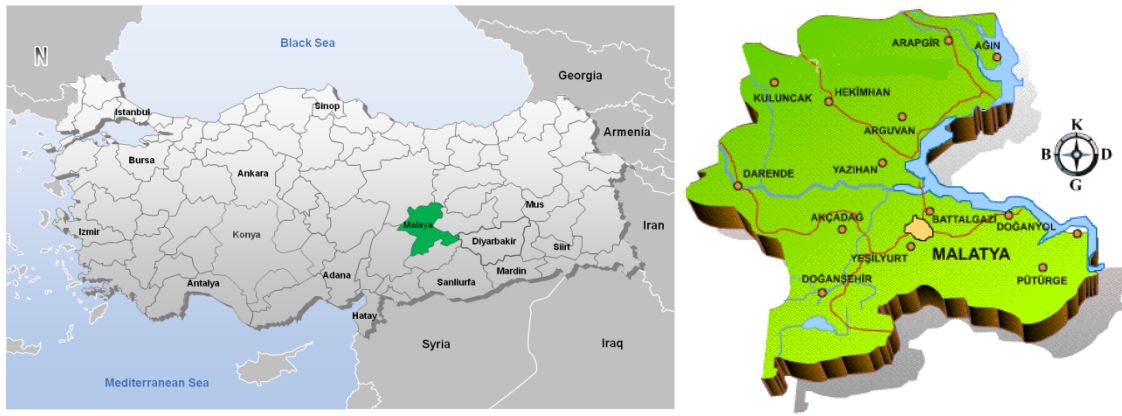 Black Sea
N
Georgia
Istanbul
Sinop
Armenia
Bursa
Ankara
Mus
Iran
Izmir
Konya
Malaya
Diyarbakir
Siirt
Adana
Mardin
Antalya
Sanliurfa
Hatay
Syria
Iraq
Mediterranean Sea
ARAPGİR
AĞIN
KULUNCAK
HEKİMHAN
ARGUVAN
K
B
D
G
YAZIHAN
DARENDE
AKÇADAĞ
BATTALGAZİ
DOĞANYOL
YEŞİLYURT
MALATYA
PÜTÜRGE
DOĞANŞEHİR